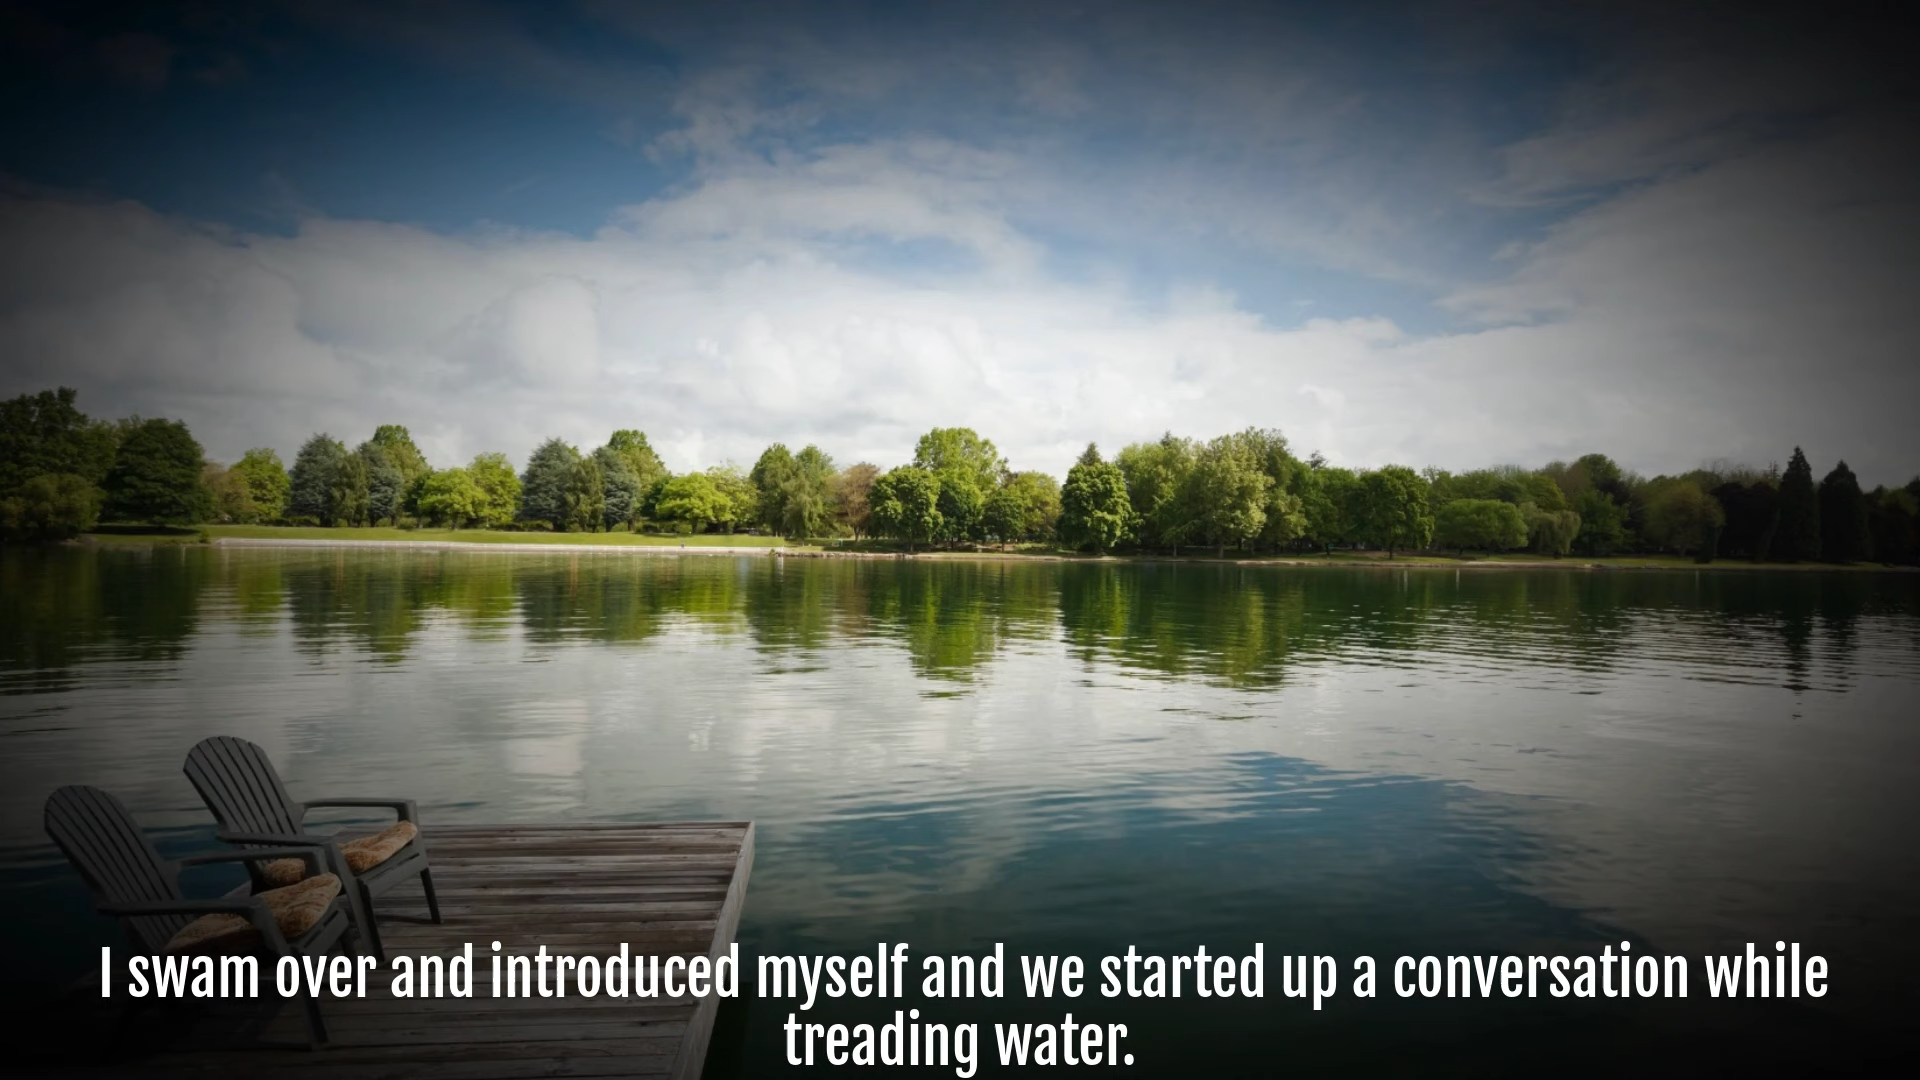 I swam over and introduced myself and we started up a conversation while
treading water.